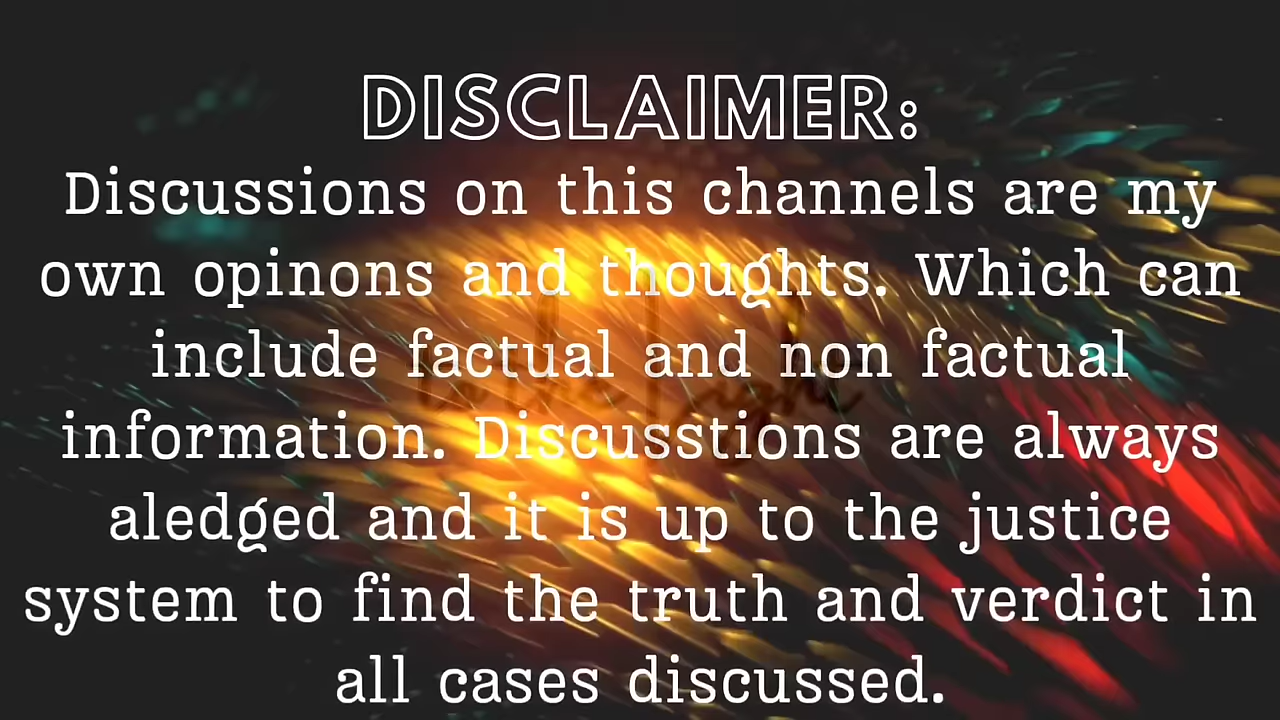 DISCLAIMER:
Discussions on this channels are my
own opinons and thoughts. Which can
include factual and non factual
information. Discusstions are always
aledged and it is up to the justice
system to find the truth and verdict in
all cases discussed.